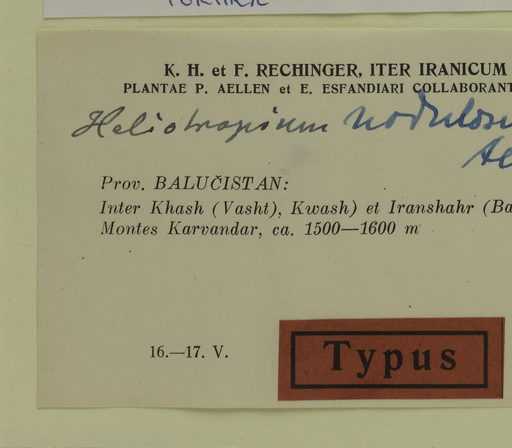 K. H. et F. RECHINGER, ITER IRANICUM
PLANTAE P. AELLEN et E. ESFANDIARI COLLABORANT
Heliotropium nodulosu
Prov. BALUČISTAN:
Inter Khash (Vasht), Kwash) et Iranshahr (Ba
Montes Karvandar, ca. 1500—1600 m
16.—17. V.
Typus